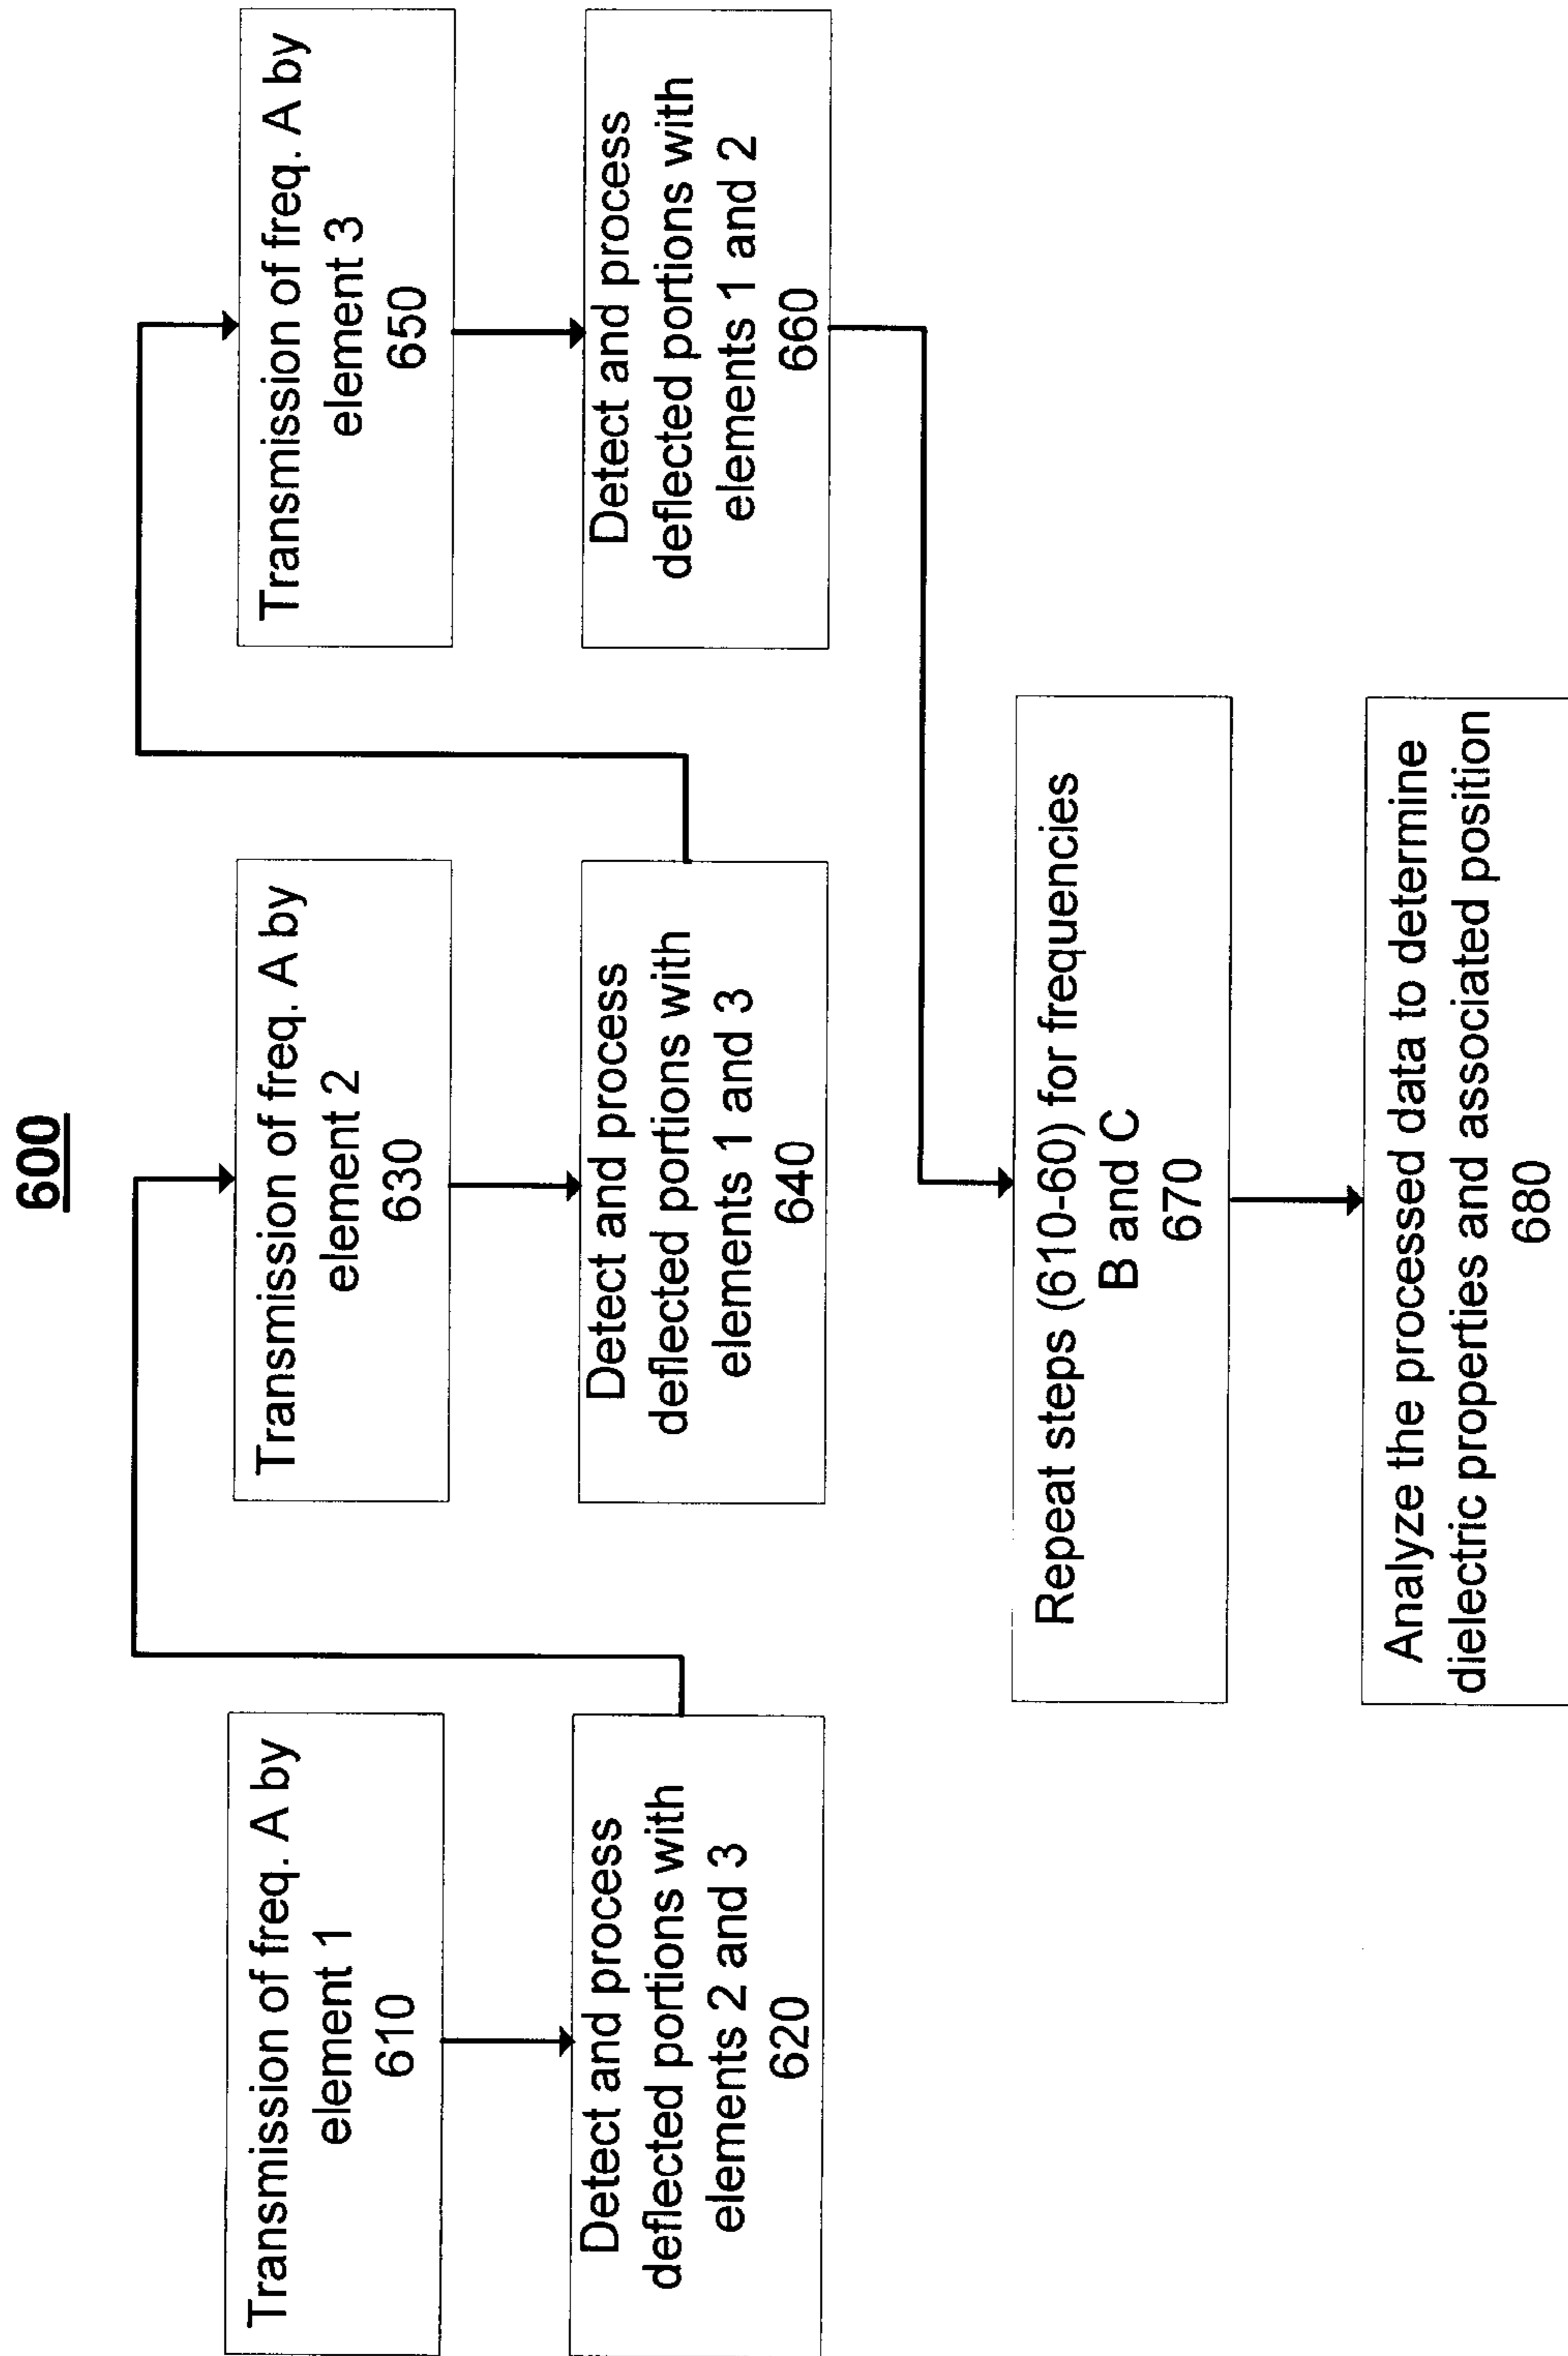 600
Transmission of freq. A by
element 1
610
Detect and process
deflected portions with
elements 2 and 3
620
Transmission of freq. A by
element 2
630
Detect and process
deflected portions with
elements 1 and 3
640
Transmission of freq. A by
element 3
650
Detect and process
deflected portions with
elements 1 and 2
660
Repeat steps (610-60) for frequencies
B and C
670
Analyze the processed data to determine
dielectric properties and associated position
680